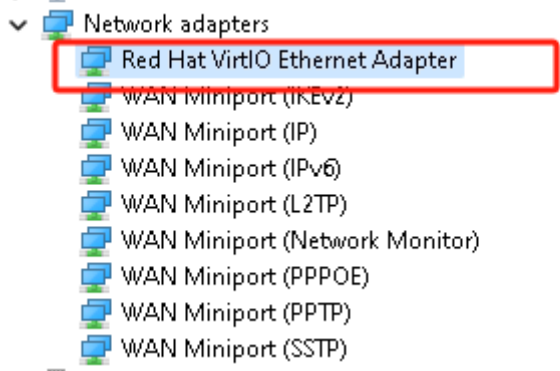 Network adapters
Red Hat VirtIO Ethernet Adapter
WAN Miniport (IKEv2)
WAN Miniport (IP)
WAN Miniport (IPv6)
WAN Miniport (L2TP)
WAN Miniport (Network Monitor)
WAN Miniport (PPPOE)
WAN Miniport (PPTP)
WAN Miniport (SSTP)